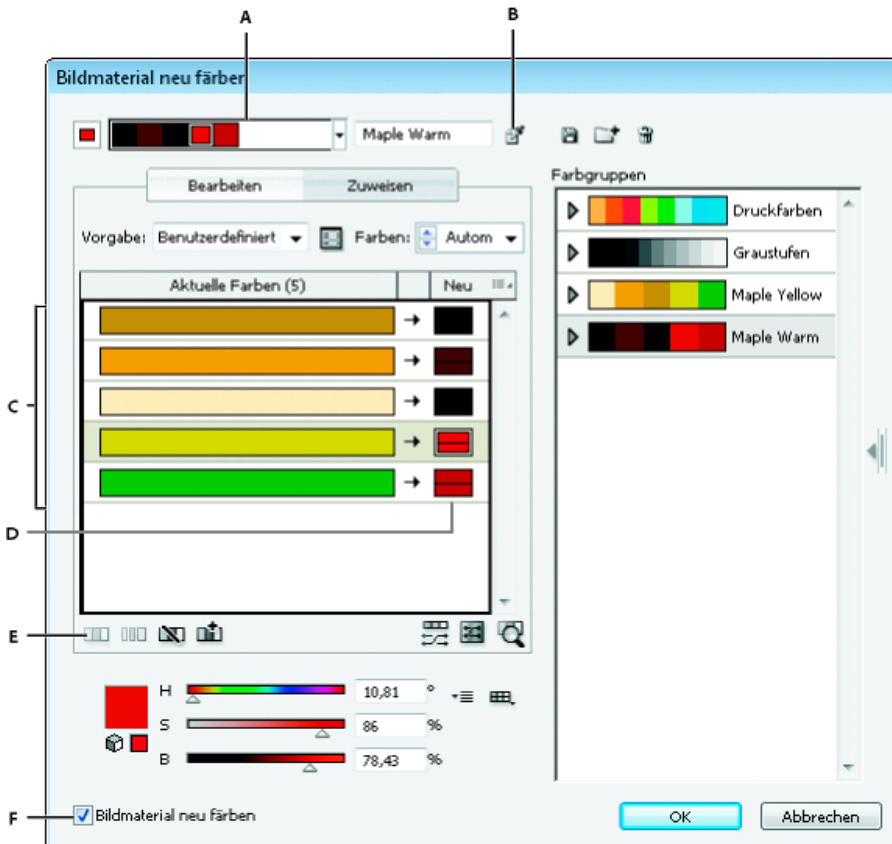 A
B
Bildmaterial neu färben
Maple Warm
Farbgruppen
Bearbeiten
Zuweisen
Druckfarben
Vorgabe: Benutzerdefiniert
Farben: Autom
Graustufen
Aktuelle Farben (5)
Neu
Maple Yellow
Maple Warm
C
D
E
H
10,81 °
S
86 %
B
78,43 %
F
Bildmaterial neu färben
OK
Abbrechen